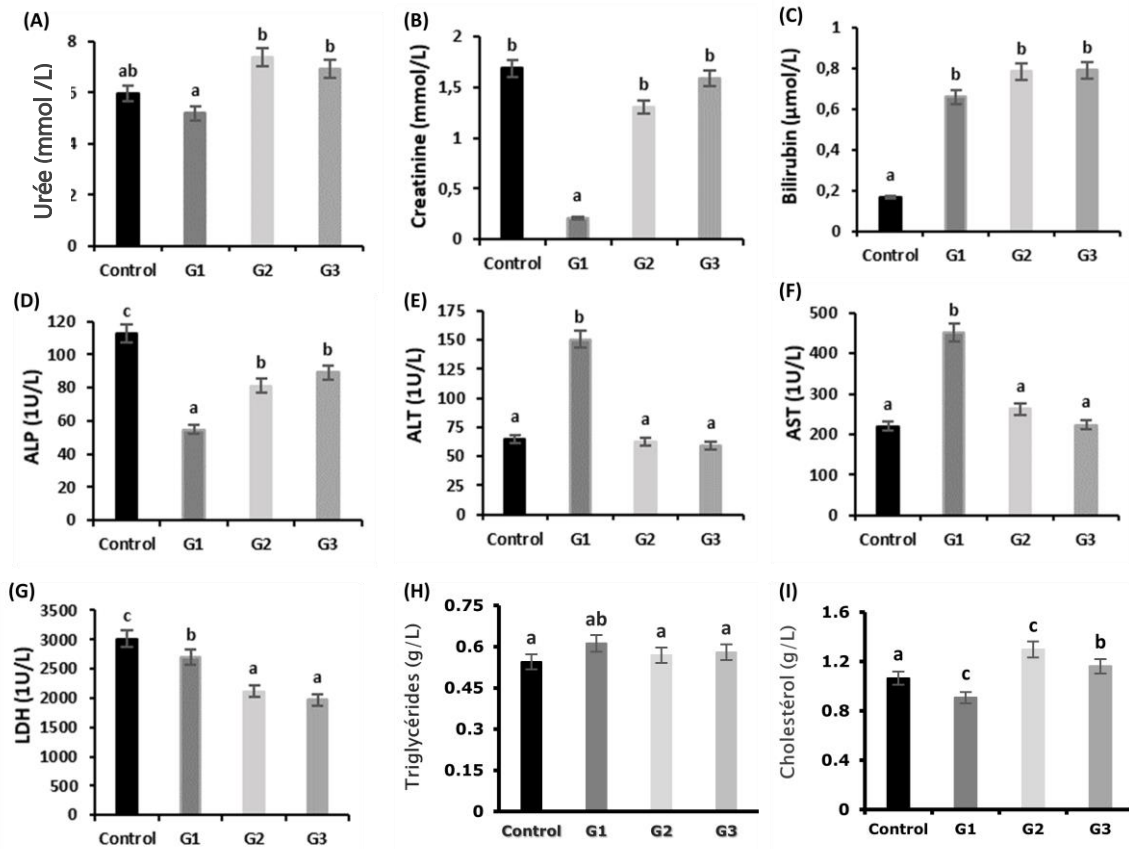 (A)
Urée (mmol /L)
8
6
4
2
0
ab
a
b
b
Control G1 G2 G3
(B)
Creatinine (mmol/L)
2
1,5
1
0,5
0
b
a
b
b
Control G1 G2 G3
(C)
Bilirubin (µmol/L)
1
0,8
0,6
0,4
0,2
0
a
b
b
b
Control G1 G2 G3
(D)
ALP (1U/L)
120
100
80
60
40
20
0
c
a
b
b
Control G1 G2 G3
(E)
ALT (1U/L)
175
150
125
100
75
50
25
0
a
b
a
a
Control G1 G2 G3
(F)
AST (1U/L)
500
400
300
200
100
0
a
b
a
a
Control G1 G2 G3
(G)
LDH (1U/L)
3500
3000
2500
2000
1500
1000
500
0
c
b
a
a
Control G1 G2 G3
(H)
Triglycérides (g/L)
0.75
0.6
0.45
0.3
0.15
0
a
ab
a
a
Control G1 G2 G3
(I)
Cholestérol (g/L)
1.6
1.2
0.8
0.4
0
a
c
c
b
Control G1 G2 G3